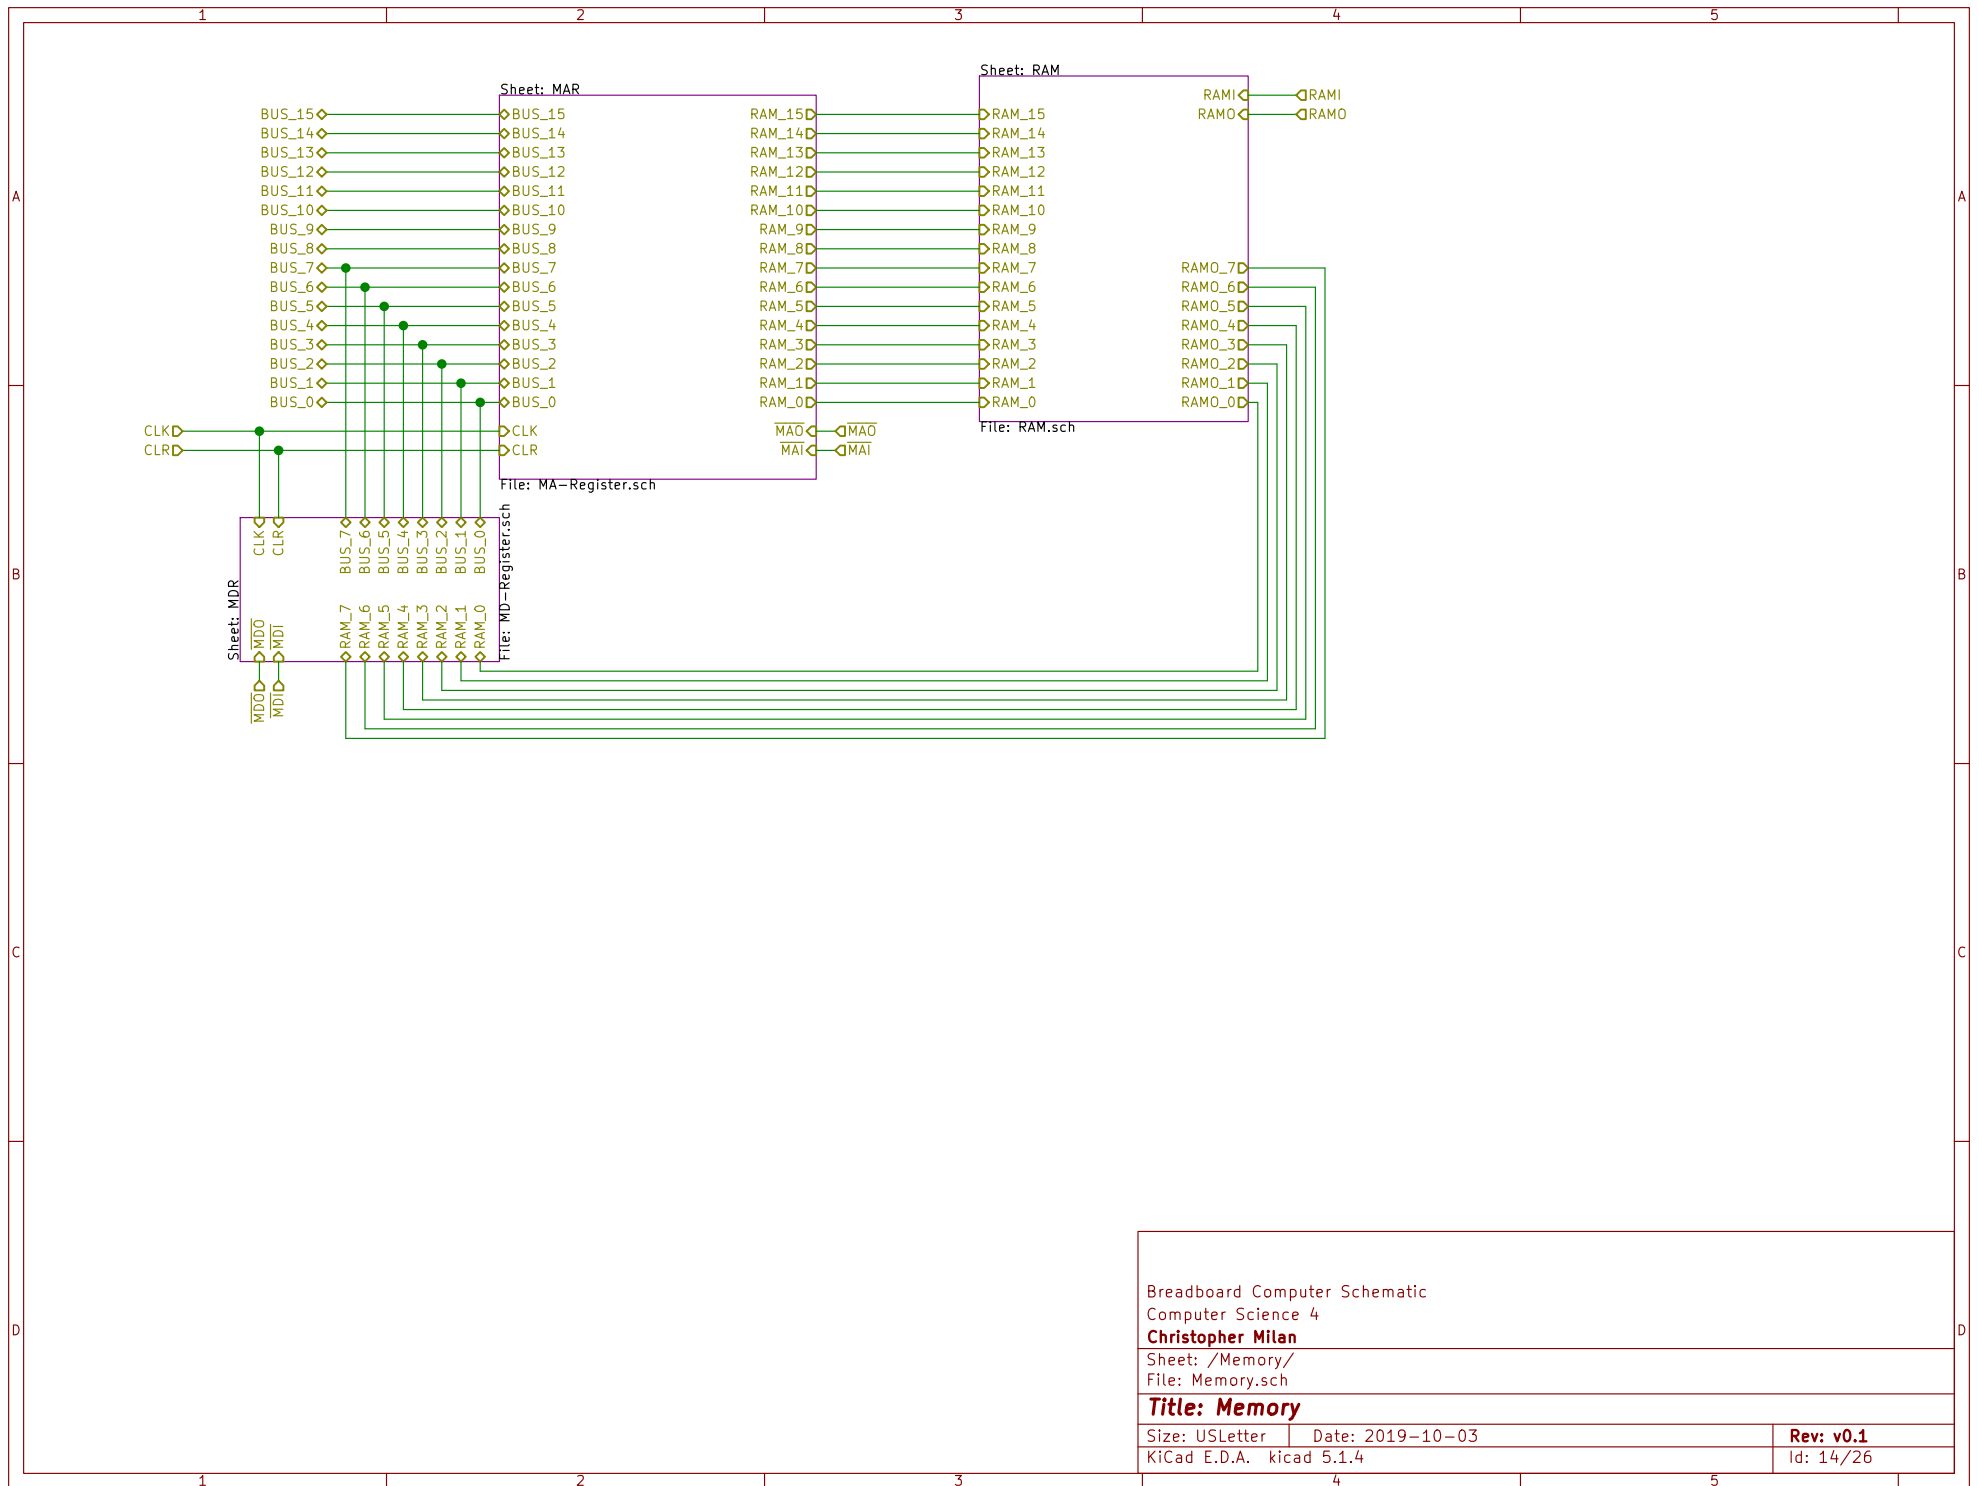 1 2 3 4 5
A A
B B
C C
D D
1 2 3 4 5
Sheet: MAR
BUS_15 BUS_15 RAM_15
BUS_14 BUS_14 RAM_14
BUS_13 BUS_13 RAM_13
BUS_12 BUS_12 RAM_12
BUS_11 BUS_11 RAM_11
BUS_10 BUS_10 RAM_10
BUS_9 BUS_9 RAM_9
BUS_8 BUS_8 RAM_8
BUS_7 BUS_7 RAM_7
BUS_6 BUS_6 RAM_6
BUS_5 BUS_5 RAM_5
BUS_4 BUS_4 RAM_4
BUS_3 BUS_3 RAM_3
BUS_2 BUS_2 RAM_2
BUS_1 BUS_1 RAM_1
BUS_0 BUS_0 RAM_0
CLK CLK MAO MAO
CLR CLR MAI MAI
File: MA-Register.sch
Sheet: RAM
RAMI RAMI
RAM_15 RAMO RAMO
RAM_14
RAM_13
RAM_12
RAM_11
RAM_10
RAM_9
RAM_8
RAM_7 RAMO_7
RAM_6 RAMO_6
RAM_5 RAMO_5
RAM_4 RAMO_4
RAM_3 RAMO_3
RAM_2 RAMO_2
RAM_1 RAMO_1
RAM_0 RAMO_0
File: RAM.sch
Sheet: MDR
CLK CLR BUS_7 BUS_6 BUS_5 BUS_4 BUS_3 BUS_2 BUS_1 BUS_0
MDO MDI RAM_7 RAM_6 RAM_5 RAM_4 RAM_3 RAM_2 RAM_1 RAM_0
MDO MDI
File: MD-Register.sch
Breadboard Computer Schematic
Computer Science 4
Christopher Milan
Sheet: /Memory/
File: Memory.sch
Title: Memory
Size: USLetter Date: 2019-10-03 Rev: v0.1
KiCad E.D.A. kicad 5.1.4 Id: 14/26